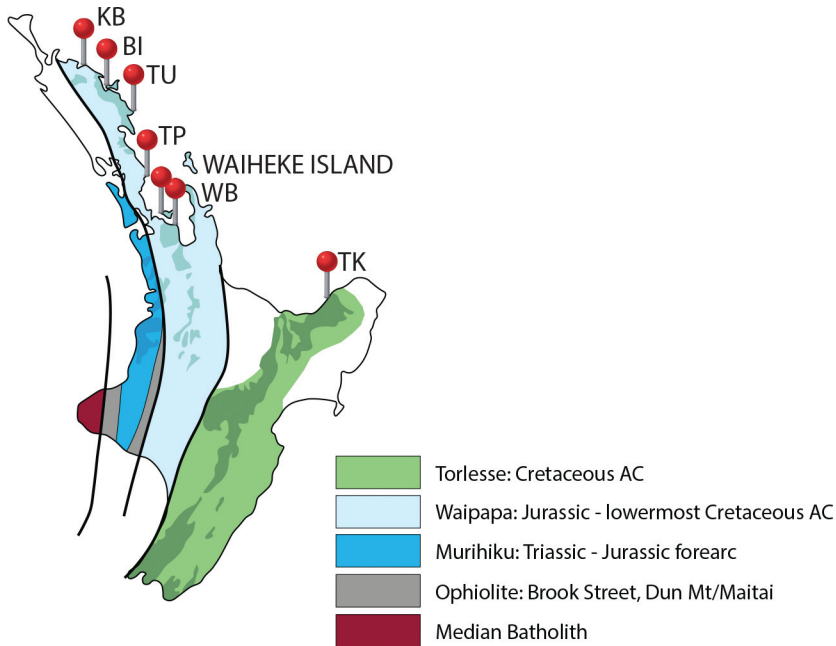 KB
BI
TU
TP
WAIHEKE ISLAND
WB
TK
Torlesse: Cretaceous AC
Waipapa: Jurassic - lowermost Cretaceous AC
Murihiku: Triassic - Jurassic forearc
Ophiolite: Brook Street, Dun Mt/Maitai
Median Batholith